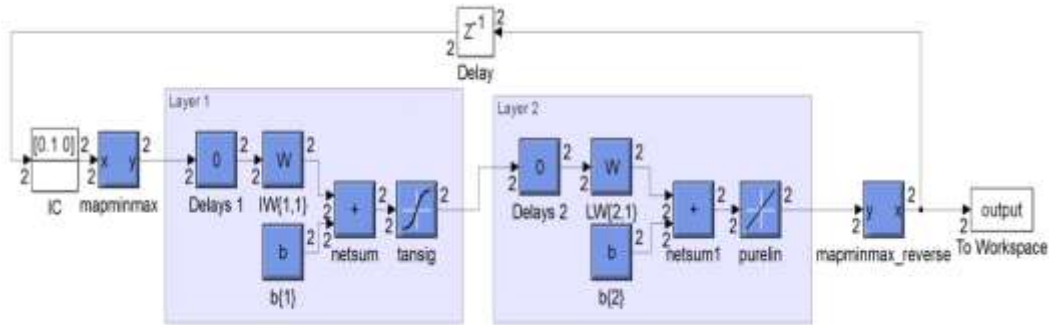 2 Z-1 2
Delay
Layer 1
Layer 2
[0.1 0] 2
2
IC
2 x y 2
mapminmax
2 0 2
Delays 1
2 W 2
IW{1,1}
2 2 + 2
netsum
b 2
b{1}
2 2
tansig
2 0 2
Delays 2
2 W 2
LW{2.1}
2 2 + 2
netsum1
b 2
b{2}
2 2
purelin
2 y x 2
mapminmax_reverse
2 output
To Workspace